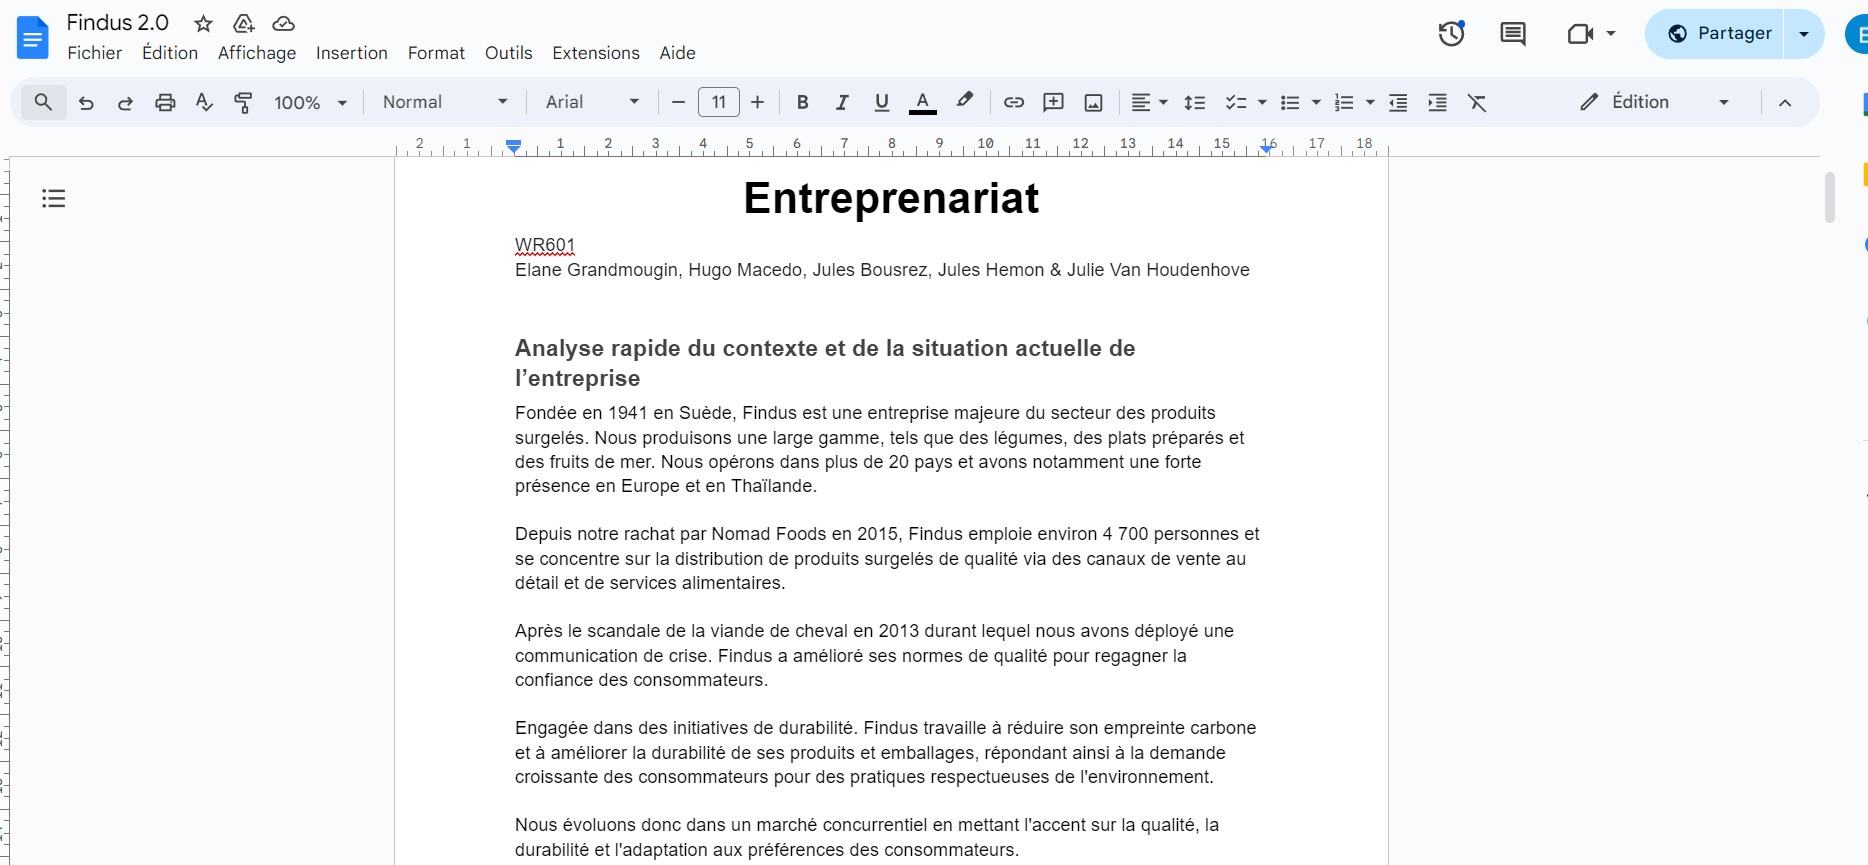 Findus 2.0
Fichier Édition Affichage Insertion Format Outils Extensions Aide
Partager
100% Normal Arial 11 B I U A Édition
2 1 1 2 3 4 5 6 7 8 9 10 11 12 13 14 15 16 17 18
Entreprenariat
WR601
Elane Grandmougin, Hugo Macedo, Jules Bousrez, Jules Hemon & Julie Van Houdenhove
Analyse rapide du contexte et de la situation actuelle de
l’entreprise
Fondée en 1941 en Suède, Findus est une entreprise majeure du secteur des produits
surgelés. Nous produisons une large gamme, tels que des légumes, des plats préparés et
des fruits de mer. Nous opérons dans plus de 20 pays et avons notamment une forte
présence en Europe et en Thaïlande.
Depuis notre rachat par Nomad Foods en 2015, Findus emploie environ 4 700 personnes et
se concentre sur la distribution de produits surgelés de qualité via des canaux de vente au
détail et de services alimentaires.
Après le scandale de la viande de cheval en 2013 durant lequel nous avons déployé une
communication de crise. Findus a amélioré ses normes de qualité pour regagner la
confiance des consommateurs.
Engagée dans des initiatives de durabilité. Findus travaille à réduire son empreinte carbone
et à améliorer la durabilité de ses produits et emballages, répondant ainsi à la demande
croissante des consommateurs pour des pratiques respectueuses de l'environnement.
Nous évoluons donc dans un marché concurrentiel en mettant l'accent sur la qualité, la
durabilité et l'adaptation aux préférences des consommateurs.